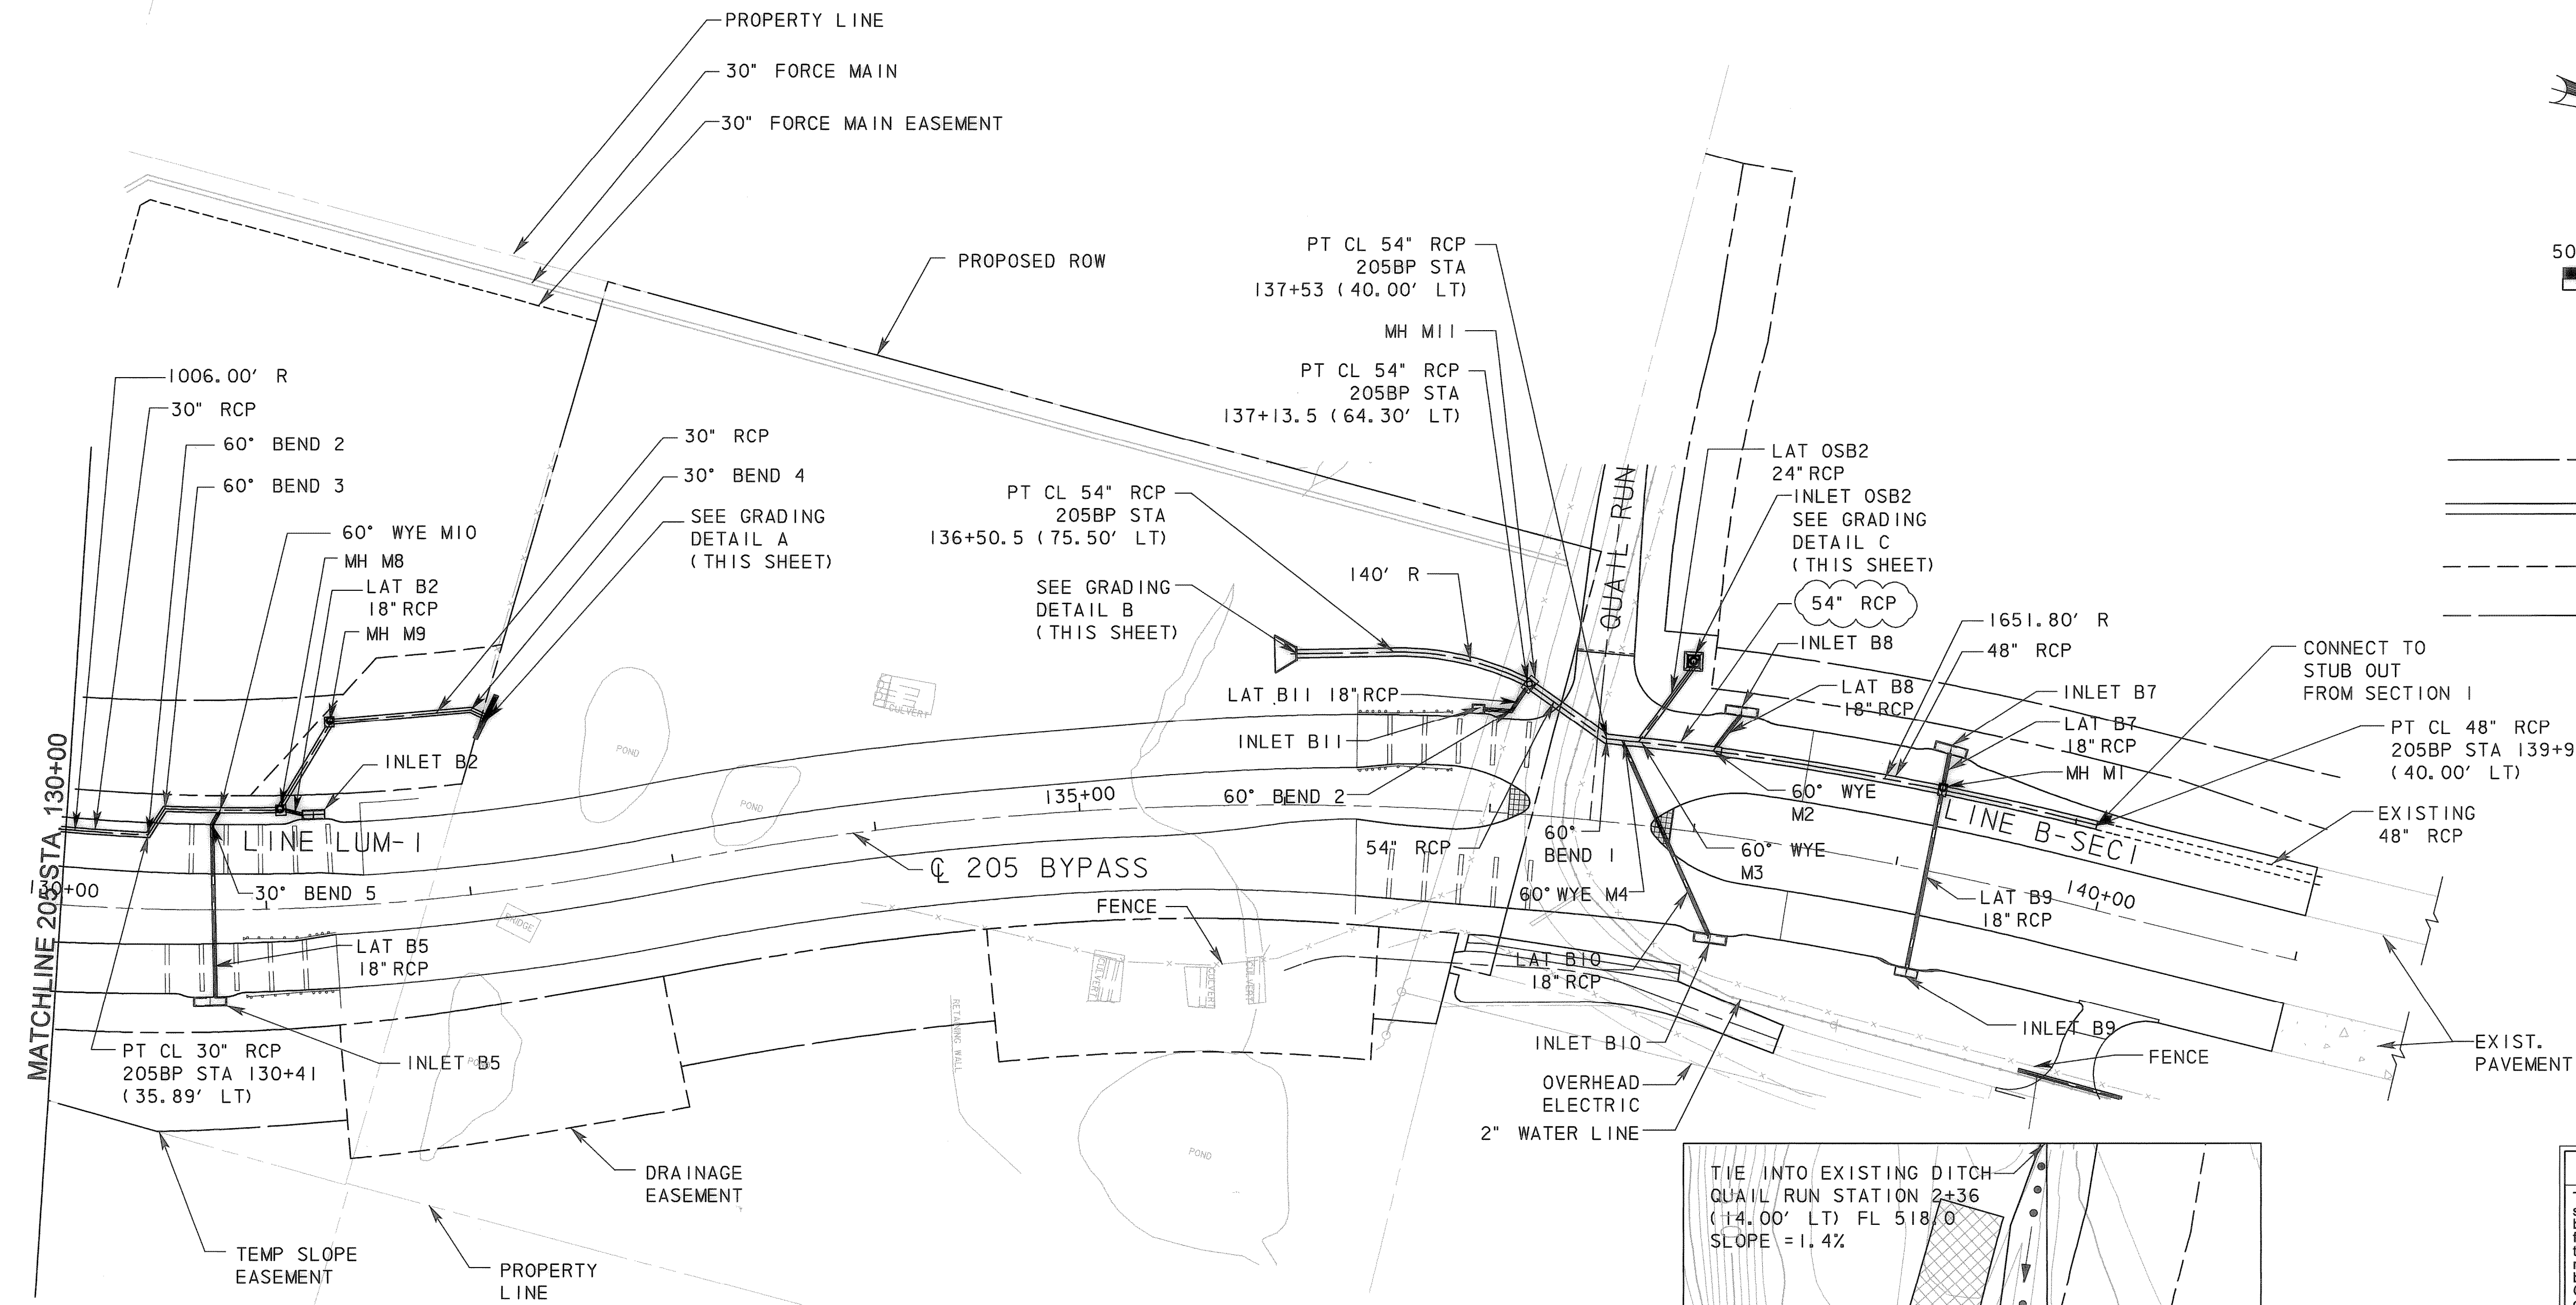 PROPERTY LINE
30" FORCE MAIN
30" FORCE MAIN EASEMENT
PROPOSED ROW
PT CL 54" RCP
205BP STA
137+53 (40.00' LT)
MH M11
PT CL 54" RCP
205BP STA
137+13.5 (64.30' LT)
50
1006.00' R
30" RCP
60° BEND 2
60° BEND 3
60° WYE M10
MH M8
LAT B2
18" RCP
MH M9
30" RCP
30° BEND 4
SEE GRADING
DETAIL A
(THIS SHEET)
PT CL 54" RCP
205BP STA
136+50.5 (75.50' LT)
SEE GRADING
DETAIL B
(THIS SHEET)
140' R
QUAIL RUN
LAT OSB2
24" RCP
INLET OSB2
SEE GRADING
DETAIL C
(THIS SHEET)
54" RCP
INLET B8
1651.80' R
48" RCP
CONNECT TO
STUB OUT
FROM SECTION 1
LAT B8
18" RCP
INLET B7
LAT B7
18" RCP
MH M1
PT CL 48" RCP
205BP STA 139+9
(40.00' LT)
EXISTING
48" RCP
LAT B11 18" RCP
INLET B11
CULVERT
POND
POND
INLET B2
LINE LUM-1
135+00
60° BEND 2
54" RCP
60°
BEND 1
60° WYE
M2
60° WYE
M3
60° WYE M4
LINE B-SEC1
140+00
℄ 205 BYPASS
MATCHLINE 205 STA 130+00
130+00
30° BEND 5
FENCE
LAT B9
18" RCP
LAT B5
18" RCP
LAT B10
18" RCP
CULVERT
CULVERT
CULVERT
RETAINING WALL
PT CL 30" RCP
205BP STA 130+41
(35.89' LT)
INLET B5
POND
INLET B10
INLET B9
FENCE
EXIST.
PAVEMENT
OVERHEAD
ELECTRIC
2" WATER LINE
POND
DRAINAGE
EASEMENT
TEMP SLOPE
EASEMENT
PROPERTY
LINE
TIE INTO EXISTING DITCH
QUAIL RUN STATION 2+36
(14.00' LT) FL 518.0
SLOPE =1.4%